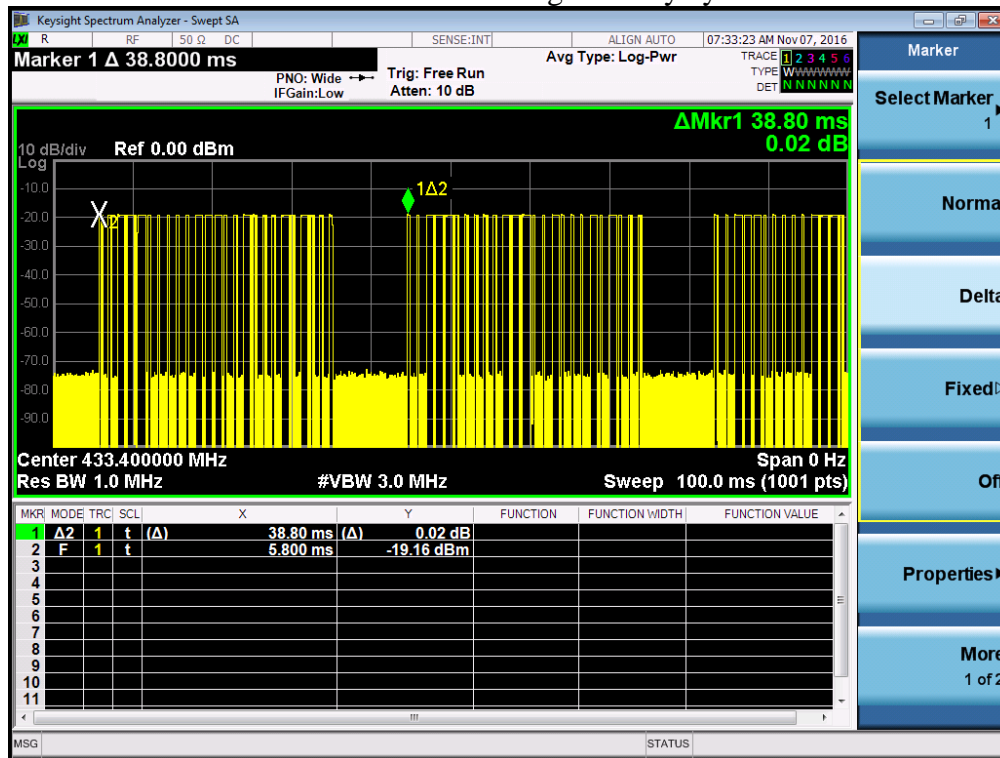 Keysight Spectrum Analyzer - Swept SA
LXI R RF 50 Ω DC SENSE:INT ALIGN AUTO 07:33:23 AM Nov 07, 2016
Marker 1 Δ 38.8000 ms
PNO: Wide
IFGain:Low
Trig: Free Run
Atten: 10 dB
Avg Type: Log-Pwr
TRACE 1 2 3 4 5 6
TYPE W
DET N N N N N N
ΔMkr1 38.80 ms
0.02 dB
10 dB/div Ref 0.00 dBm
Log
-10.0
-20.0
-30.0
-40.0
-50.0
-60.0
-70.0
-80.0
-90.0
1Δ2
2
Center 433.400000 MHz Span 0 Hz
Res BW 1.0 MHz #VBW 3.0 MHz Sweep 100.0 ms (1001 pts)
MKR MODE TRC SCL X Y FUNCTION FUNCTION WIDTH FUNCTION VALUE
1 Δ2 1 t (Δ) 38.80 ms (Δ) 0.02 dB
2 F 1 t 5.800 ms -19.16 dBm
3
4
5
6
7
8
9
10
11
MSG STATUS
Marker
Select Marker
1
Norma
Delta
Fixed
Off
Properties
More
1 of 2